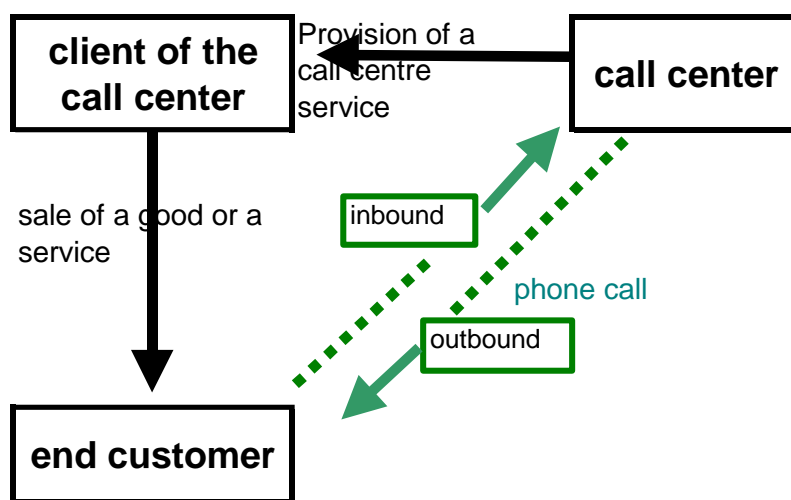 client of the
call center
Provision of a
call centre
service
call center
sale of a good or a
service
inbound
phone call
outbound
end customer